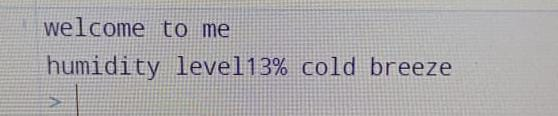 welcome to me
humidity level13% cold breeze
>